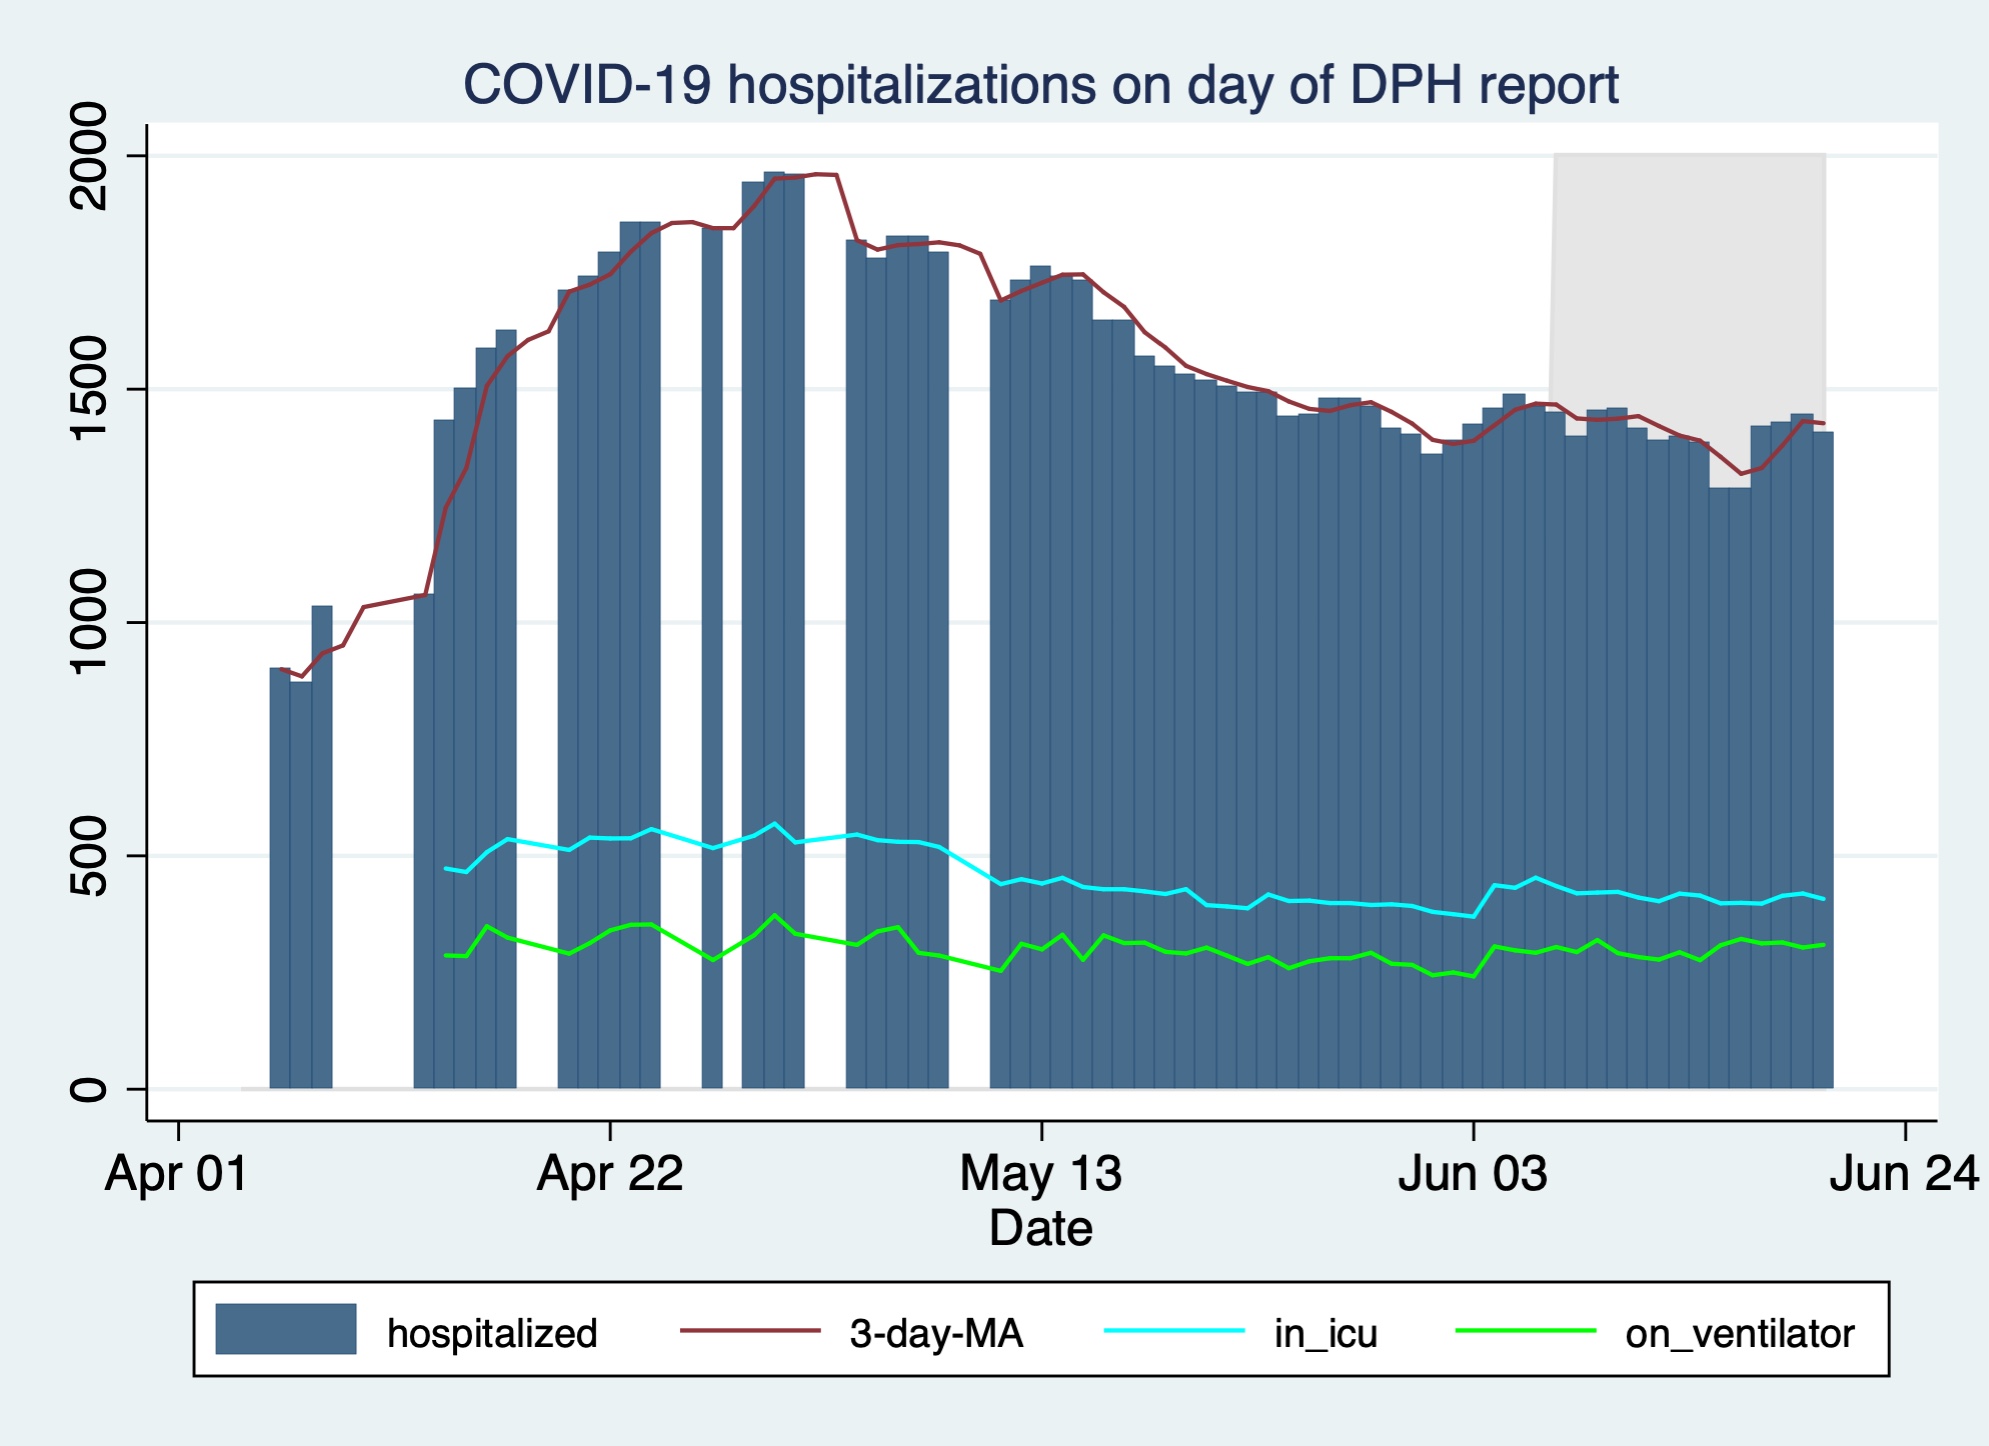 COVID-19 hospitalizations on day of DPH report
2000
1500
1000
500
0
Apr 01 Apr 22 May 13 Jun 03 Jun 24
Date
hospitalized 3-day-MA in_icu on_ventilator